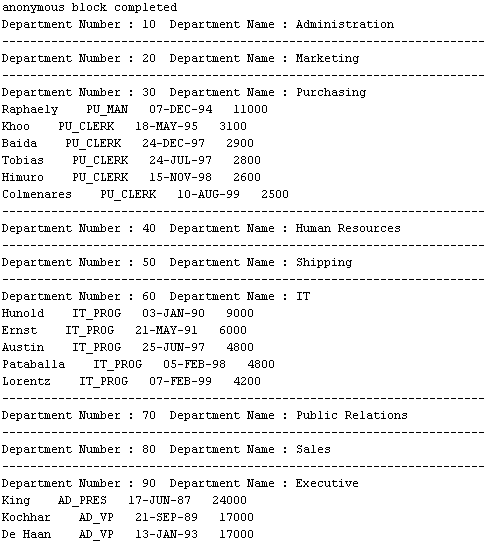 anonymous block completed
Department Number : 10  Department Name : Administration
--------------------------------------------------------------------
Department Number : 20  Department Name : Marketing
--------------------------------------------------------------------
Department Number : 30  Department Name : Purchasing
Raphaely    PU_MAN   07-DEC-94   11000
Khoo    PU_CLERK   18-MAY-95   3100
Baida    PU_CLERK   24-DEC-97   2900
Tobias    PU_CLERK   24-JUL-97   2800
Himuro    PU_CLERK   15-NOV-98   2600
Colmenares    PU_CLERK   10-AUG-99   2500
--------------------------------------------------------------------
Department Number : 40  Department Name : Human Resources
--------------------------------------------------------------------
Department Number : 50  Department Name : Shipping
--------------------------------------------------------------------
Department Number : 60  Department Name : IT
Hunold    IT_PROG   03-JAN-90   9000
Ernst    IT_PROG   21-MAY-91   6000
Austin    IT_PROG   25-JUN-97   4800
Pataballa    IT_PROG   05-FEB-98   4800
Lorentz    IT_PROG   07-FEB-99   4200
--------------------------------------------------------------------
Department Number : 70  Department Name : Public Relations
--------------------------------------------------------------------
Department Number : 80  Department Name : Sales
--------------------------------------------------------------------
Department Number : 90  Department Name : Executive
King    AD_PRES   17-JUN-87   24000
Kochhar    AD_VP   21-SEP-89   17000
De Haan    AD_VP   13-JAN-93   17000